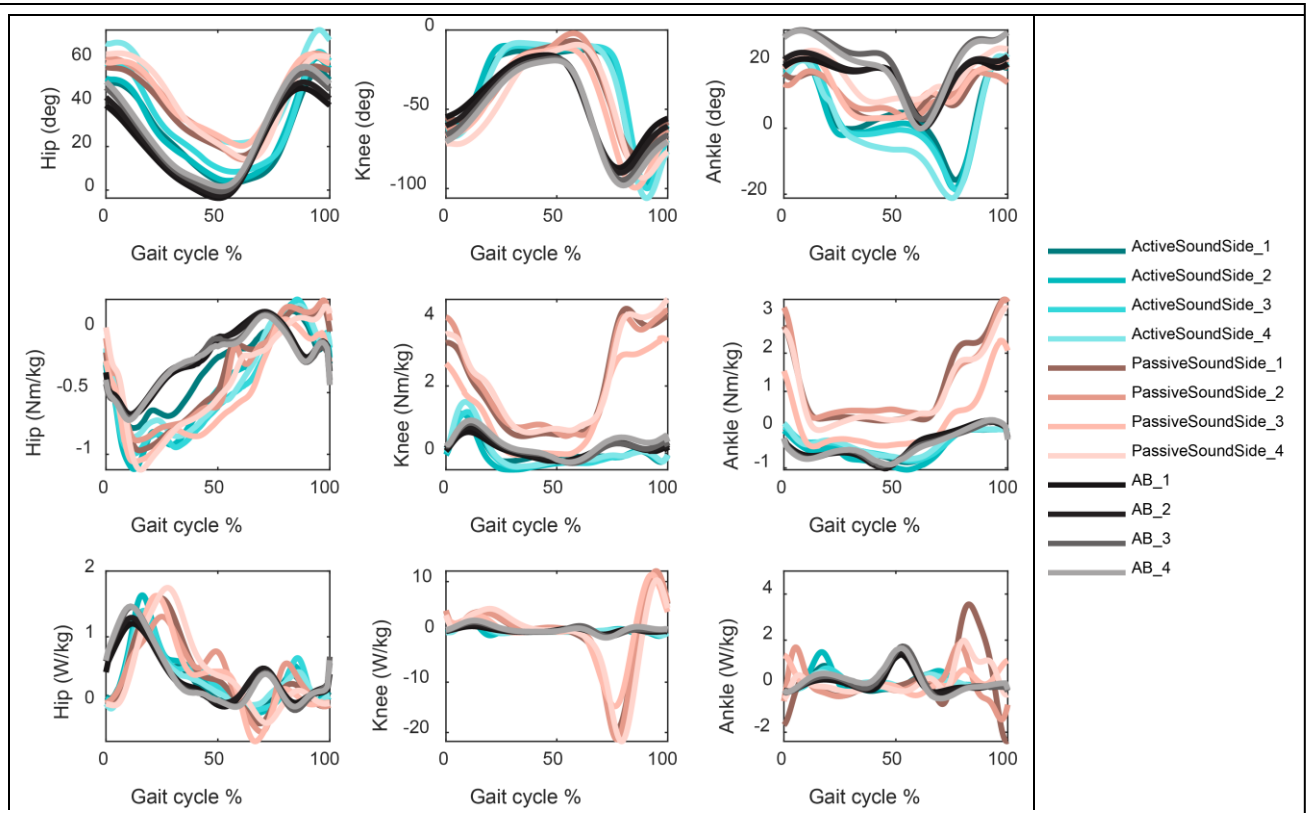 60
40
20
0
Hip (deg)
0
50
100
Gait cycle %
0
-50
-100
Knee (deg)
0
50
100
Gait cycle %
20
0
-20
Ankle (deg)
0
50
100
Gait cycle %
0
-0.5
-1
Hip (Nm/kg)
0
50
100
Gait cycle %
4
2
0
Knee (Nm/kg)
0
50
100
Gait cycle %
3
2
1
0
-1
Ankle (Nm/kg)
0
50
100
Gait cycle %
2
1
0
Hip (W/kg)
0
50
100
Gait cycle %
10
0
-10
-20
Knee (W/kg)
0
50
100
Gait cycle %
4
2
0
-2
Ankle (W/kg)
0
50
100
Gait cycle %
ActiveSoundSide_1
ActiveSoundSide_2
ActiveSoundSide_3
ActiveSoundSide_4
PassiveSoundSide_1
PassiveSoundSide_2
PassiveSoundSide_3
PassiveSoundSide_4
AB_1
AB_2
AB_3
AB_4